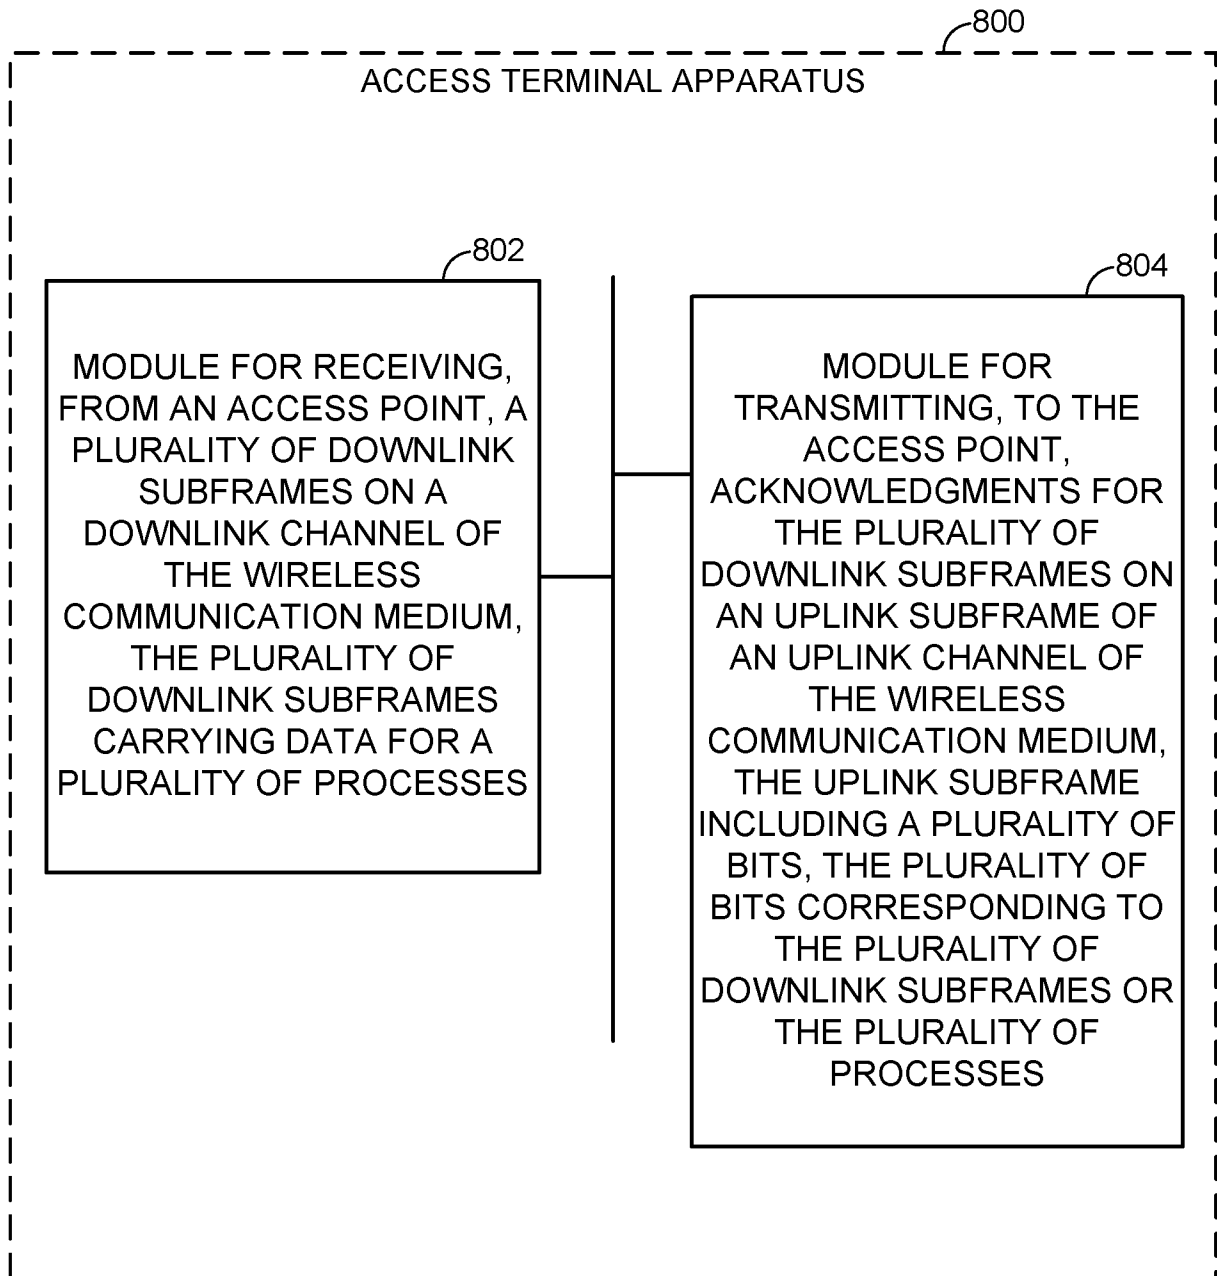 800
ACCESS TERMINAL APPARATUS
802
MODULE FOR RECEIVING,
FROM AN ACCESS POINT, A
PLURALITY OF DOWNLINK
SUBFRAMES ON A
DOWNLINK CHANNEL OF
THE WIRELESS
COMMUNICATION MEDIUM,
THE PLURALITY OF
DOWNLINK SUBFRAMES
CARRYING DATA FOR A
PLURALITY OF PROCESSES
804
MODULE FOR
TRANSMITTING, TO THE
ACCESS POINT,
ACKNOWLEDGMENTS FOR
THE PLURALITY OF
DOWNLINK SUBFRAMES ON
AN UPLINK SUBFRAME OF
AN UPLINK CHANNEL OF
THE WIRELESS
COMMUNICATION MEDIUM,
THE UPLINK SUBFRAME
INCLUDING A PLURALITY OF
BITS, THE PLURALITY OF
BITS CORRESPONDING TO
THE PLURALITY OF
DOWNLINK SUBFRAMES OR
THE PLURALITY OF
PROCESSES